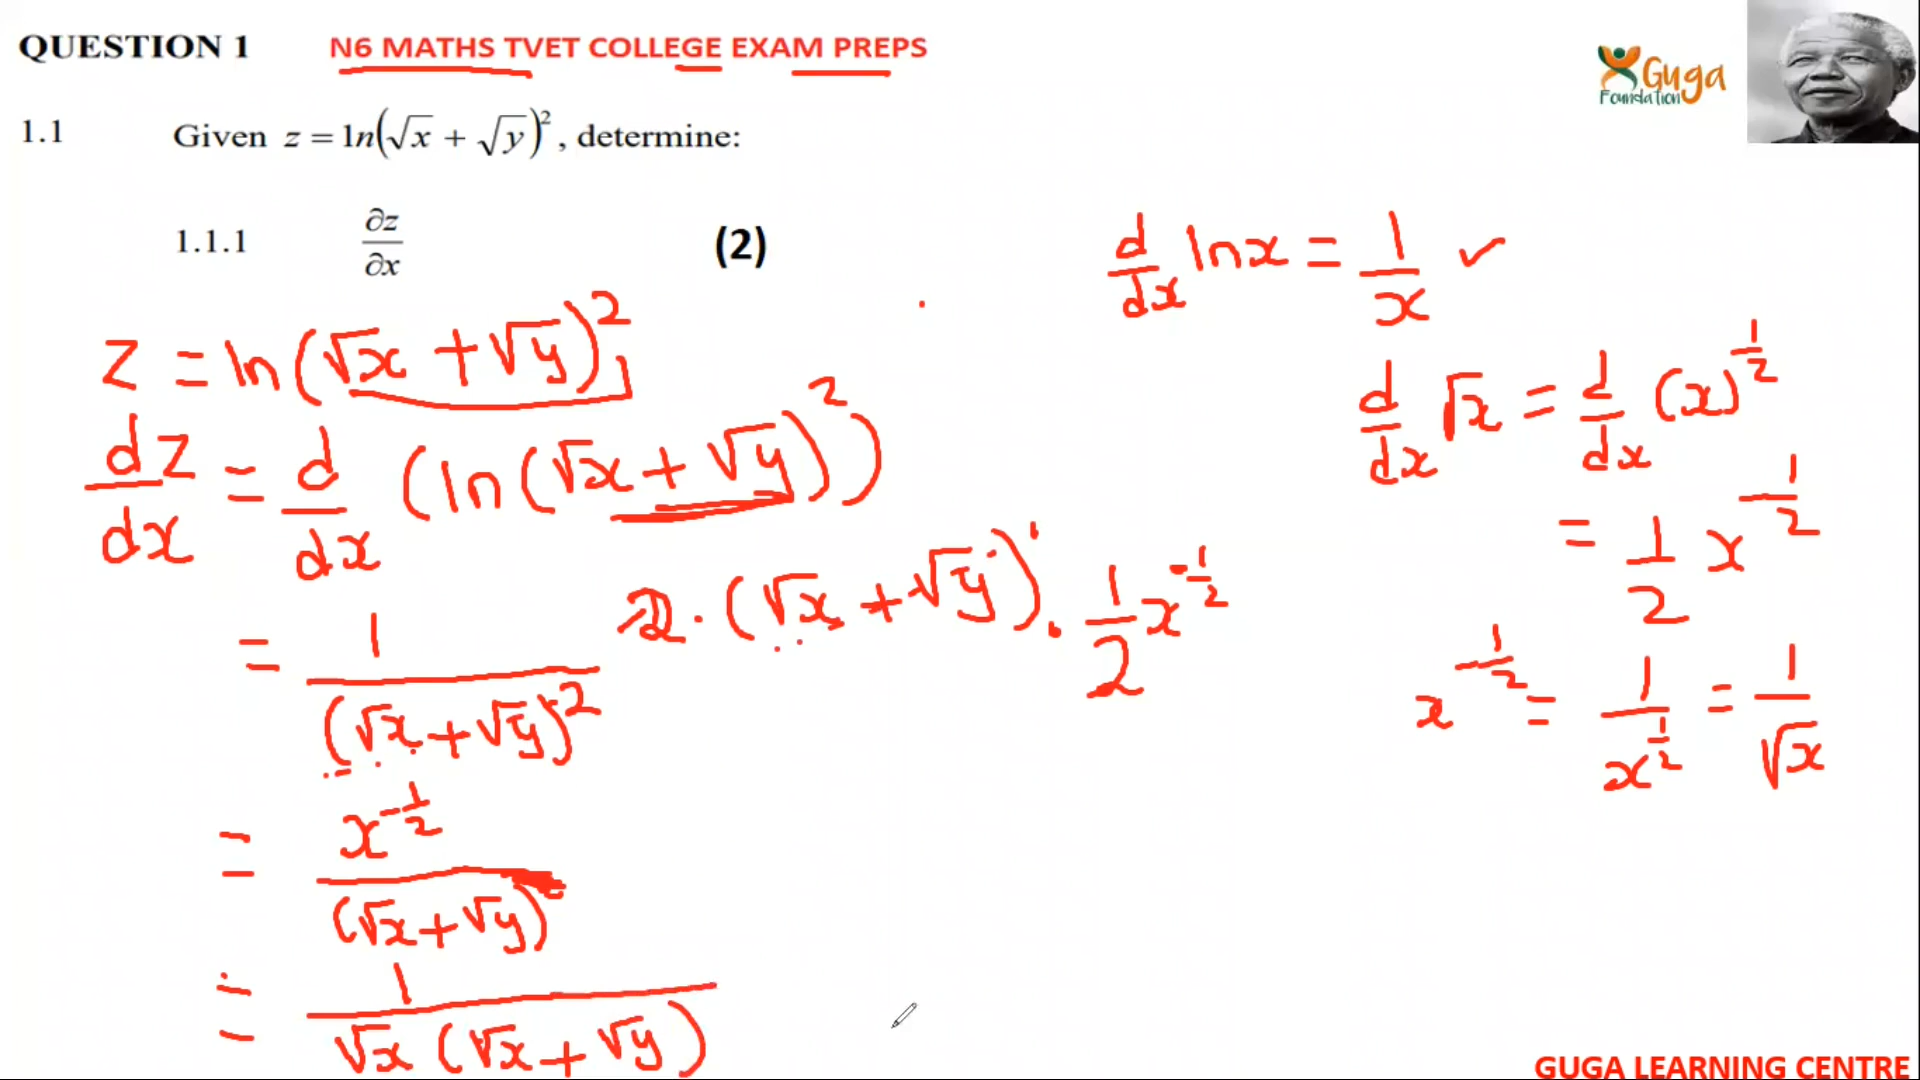 QUESTION 1 N6 MATHS TVET COLLEGE EXAM PREPS
Guga
Foundation
1.1 Given z = ln(√x + √y)², determine:
1.1.1 ∂z/∂x (2)
z = ln(√x + √y)²
dz/dx = d/dx (ln(√x + √y)²)
= 1/(√x + √y)² 2·(√x + √y)¹ · 1/2 x^(-1/2)
= x^(-1/2)/(√x + √y)
= 1/(√x (√x + √y))
d/dx ln x = 1/x ✓
d/dx √x = d/dx (x)^(1/2)
= 1/2 x^(-1/2)
x^(-1/2) = 1/x^(1/2) = 1/√x
GUGA LEARNING CENTRE